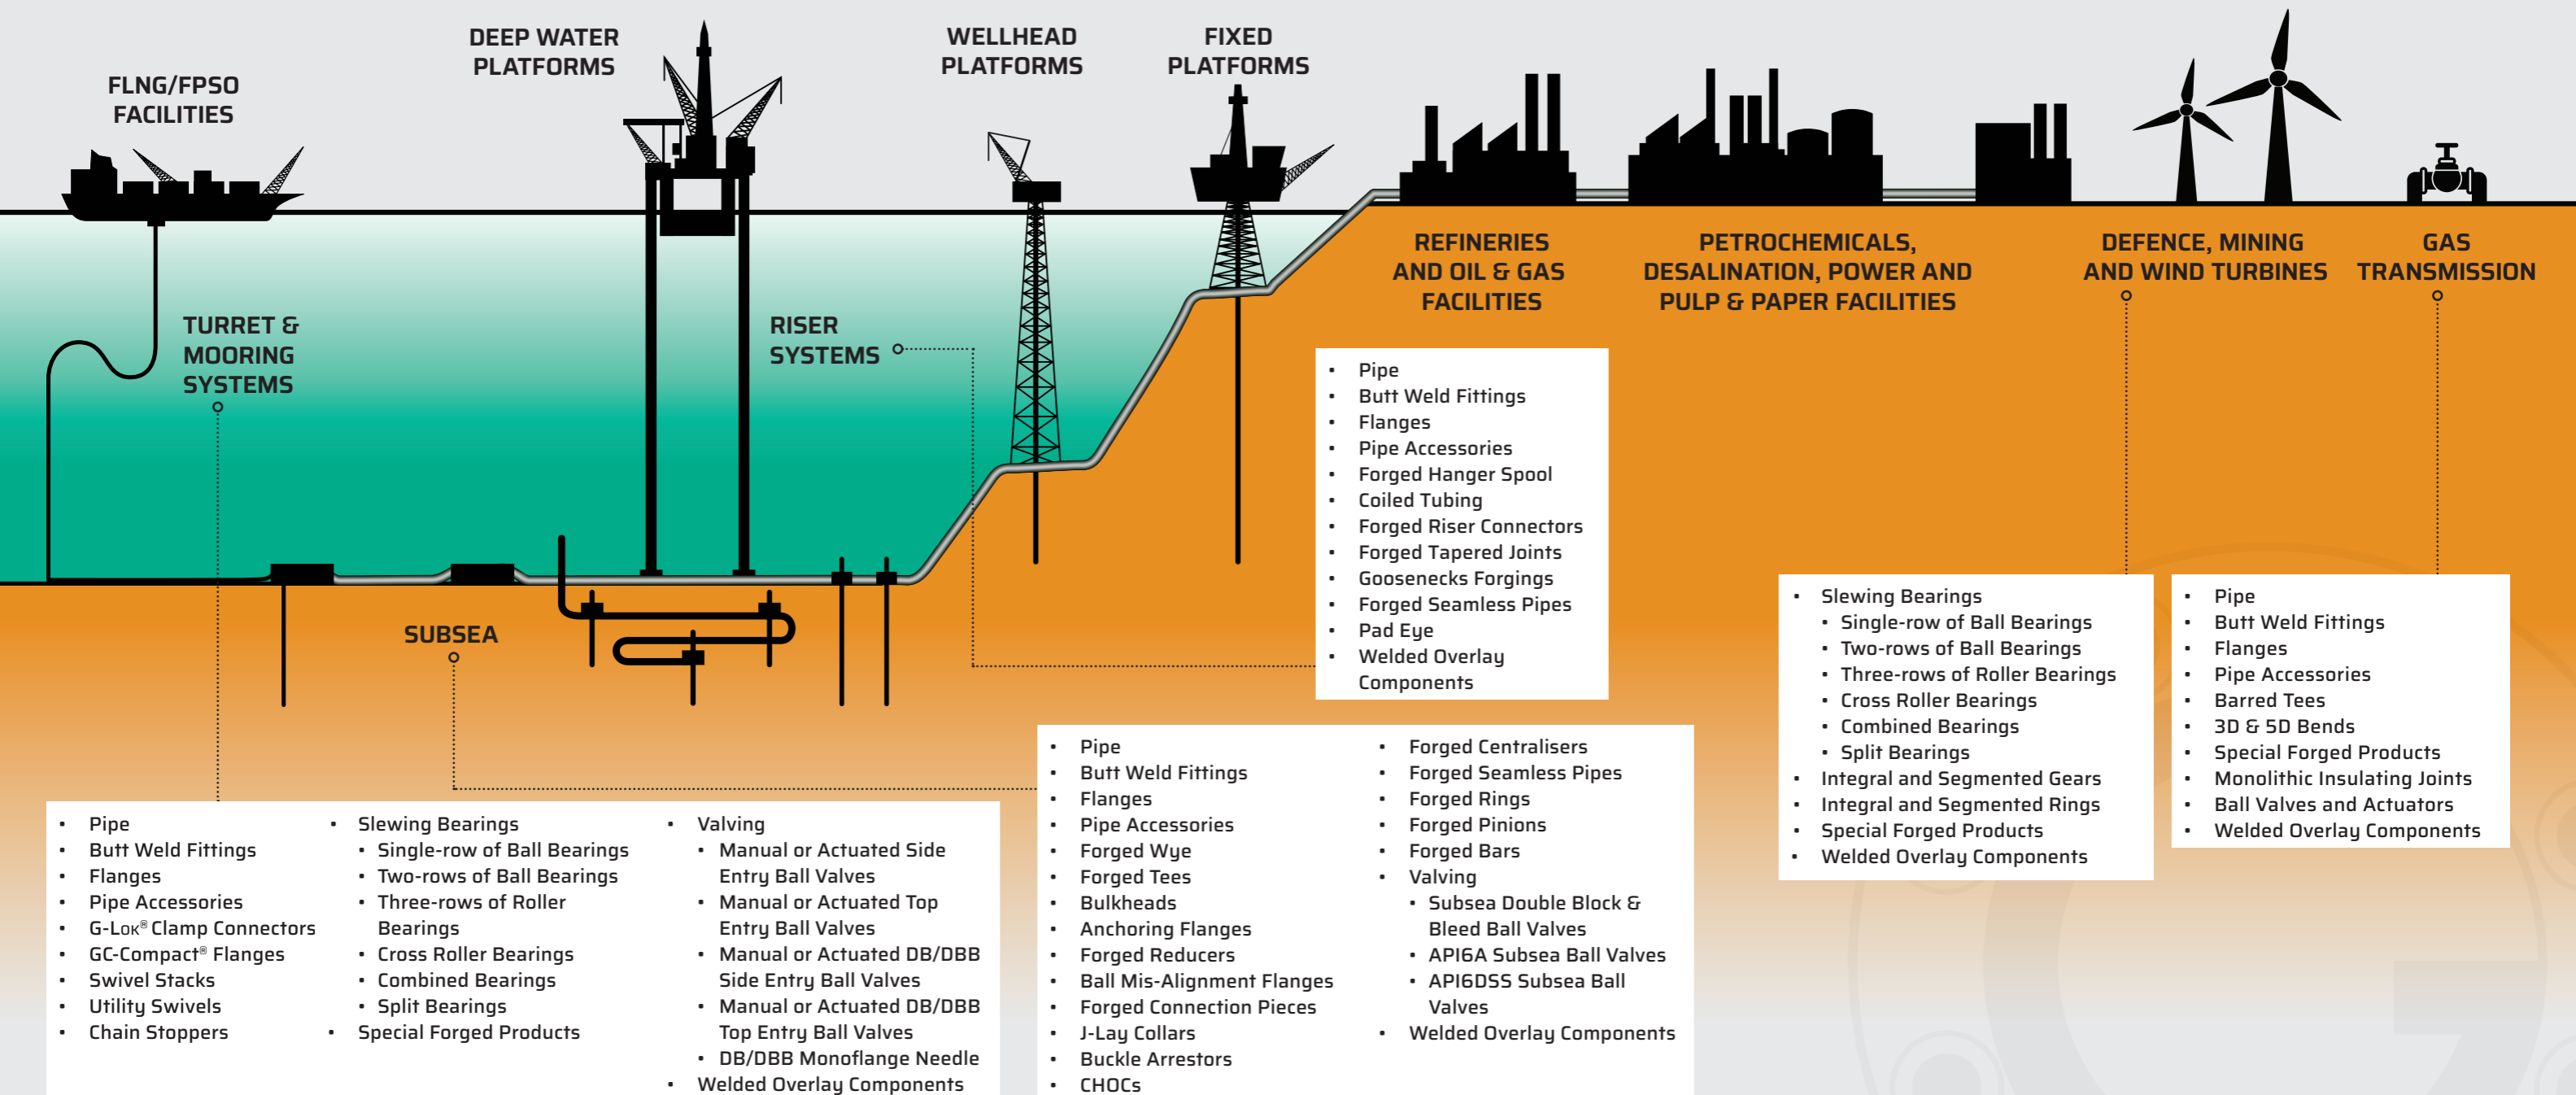 FLNG/FPSO
FACILITIES
DEEP WATER
PLATFORMS
WELLHEAD
PLATFORMS
FIXED
PLATFORMS
REFINERIES
AND OIL & GAS
FACILITIES
PETROCHEMICALS,
DESALINATION, POWER AND
PULP & PAPER FACILITIES
DEFENCE, MINING
AND WIND TURBINES
GAS
TRANSMISSION
TURRET &
MOORING
SYSTEMS
RISER
SYSTEMS
SUBSEA
• Pipe
• Butt Weld Fittings
• Flanges
• Pipe Accessories
• Forged Hanger Spool
• Coiled Tubing
• Forged Riser Connectors
• Forged Tapered Joints
• Goosenecks Forgings
• Forged Seamless Pipes
• Pad Eye
• Welded Overlay
Components
• Slewing Bearings
• Single-row of Ball Bearings
• Two-rows of Ball Bearings
• Three-rows of Roller Bearings
• Cross Roller Bearings
• Combined Bearings
• Split Bearings
• Integral and Segmented Gears
• Integral and Segmented Rings
• Special Forged Products
• Welded Overlay Components
• Pipe
• Butt Weld Fittings
• Flanges
• Pipe Accessories
• Barred Tees
• 3D & 5D Bends
• Special Forged Products
• Monolithic Insulating Joints
• Ball Valves and Actuators
• Welded Overlay Components
• Pipe
• Butt Weld Fittings
• Flanges
• Pipe Accessories
• G-Lok® Clamp Connectors
• GC-Compact® Flanges
• Swivel Stacks
• Utility Swivels
• Chain Stoppers
• Slewing Bearings
• Single-row of Ball Bearings
• Two-rows of Ball Bearings
• Three-rows of Roller
Bearings
• Cross Roller Bearings
• Combined Bearings
• Split Bearings
• Special Forged Products
• Valving
• Manual or Actuated Side
Entry Ball Valves
• Manual or Actuated Top
Entry Ball Valves
• Manual or Actuated DB/DBB
Side Entry Ball Valves
• Manual or Actuated DB/DBB
Top Entry Ball Valves
• DB/DBB Monoflange Needle
• Welded Overlay Components
• Pipe
• Butt Weld Fittings
• Flanges
• Pipe Accessories
• Forged Wye
• Forged Tees
• Bulkheads
• Anchoring Flanges
• Forged Reducers
• Ball Mis-Alignment Flanges
• Forged Connection Pieces
• J-Lay Collars
• Buckle Arrestors
• CHOCs
• Forged Centralisers
• Forged Seamless Pipes
• Forged Rings
• Forged Pinions
• Forged Bars
• Valving
• Subsea Double Block &
Bleed Ball Valves
• API6A Subsea Ball Valves
• API6DSS Subsea Ball
Valves
• Welded Overlay Components